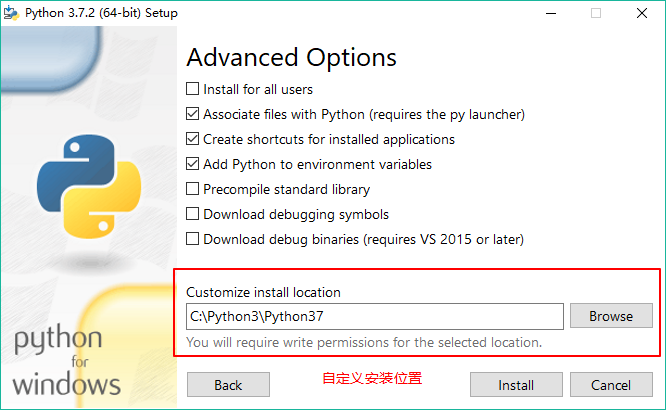 Python 3.7.2 (64-bit) Setup
Advanced Options
Install for all users
Associate files with Python (requires the py launcher)
Create shortcuts for installed applications
Add Python to environment variables
Precompile standard library
Download debugging symbols
Download debug binaries (requires VS 2015 or later)
Customize install location
C:\Python3\Python37
Browse
You will require write permissions for the selected location.
python
for
windows
Back
自定义安装位置
Install
Cancel